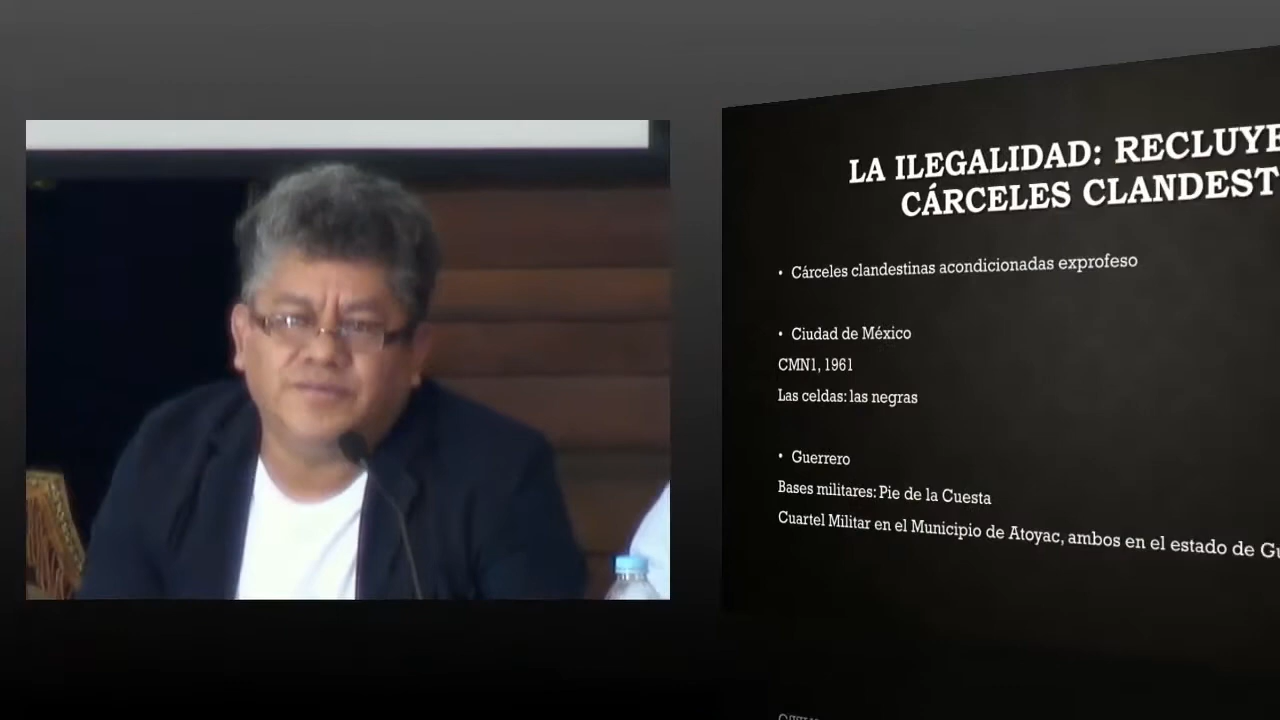 LA ILEGALIDAD: RECLUYE
CÁRCELES CLANDEST
• Cárceles clandestinas acondicionadas exprofeso
• Ciudad de México
CMN1, 1961
Las celdas: las negras
• Guerrero
Bases militares: Pie de la Cuesta
Cuartel Militar en el Municipio de Atoyac, ambos en el estado de Gu